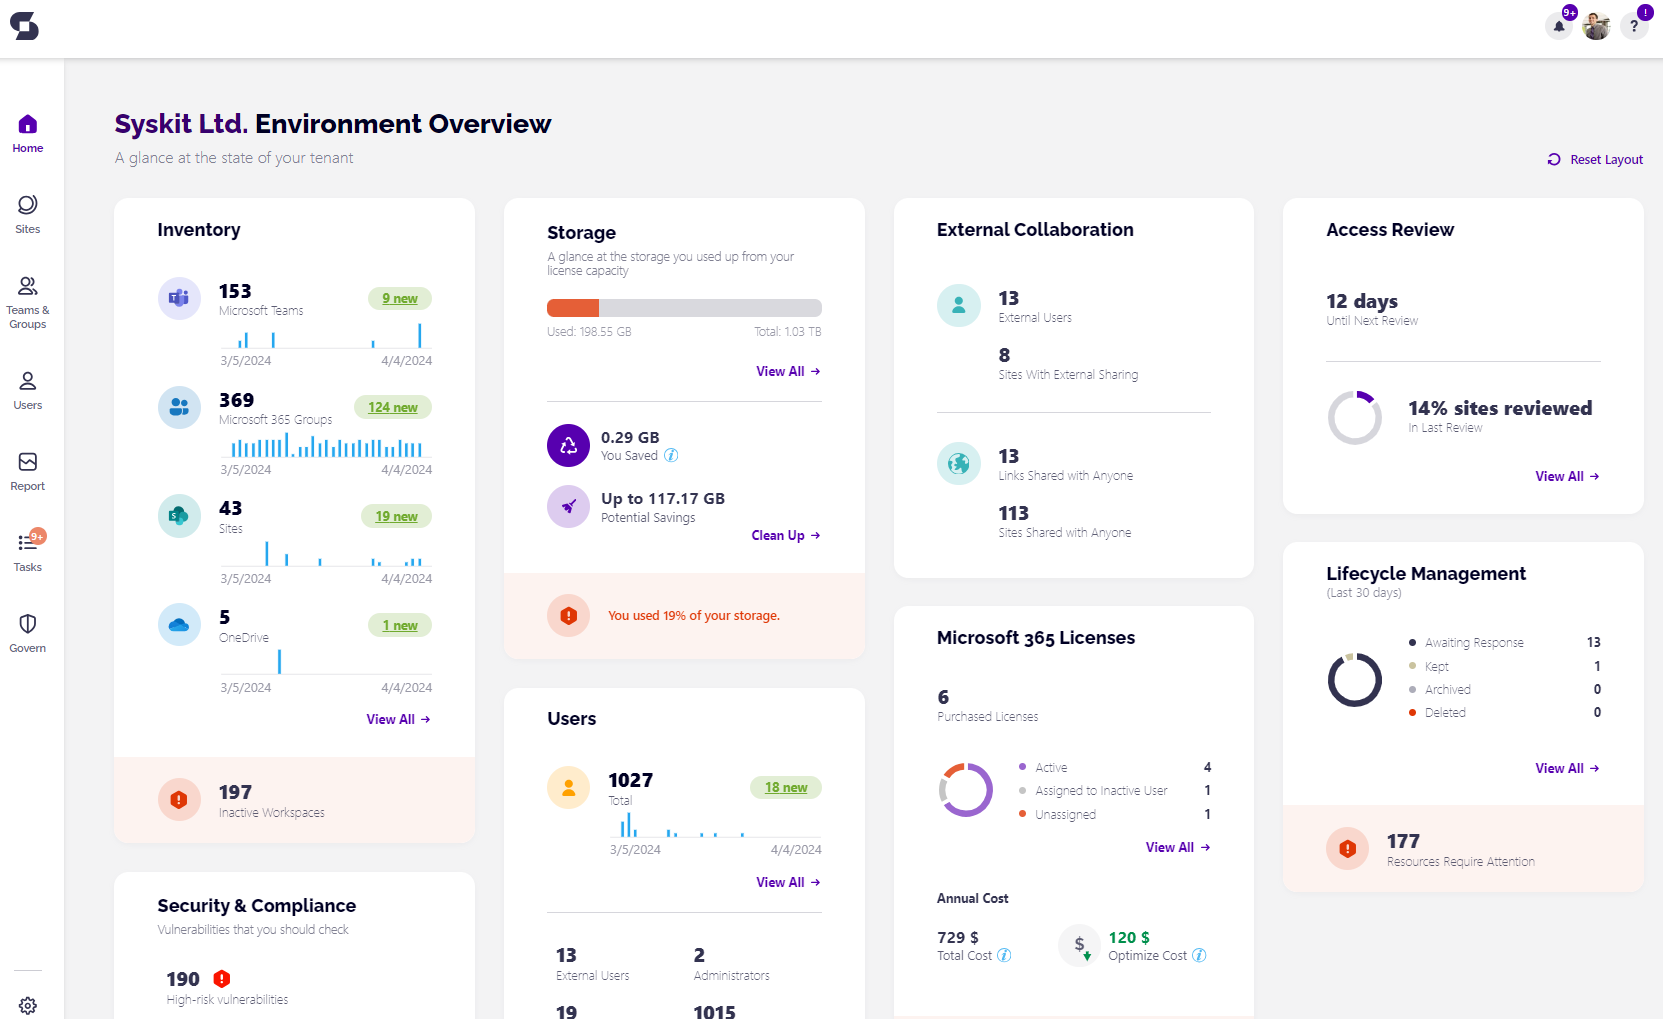 9+
!
?
Home
Sites
Teams &
Groups
Users
Report
9+
Tasks
Govern
Syskit Ltd. Environment Overview
A glance at the state of your tenant
Reset Layout
Inventory
153
Microsoft Teams
9 new
3/5/2024 4/4/2024
369
Microsoft 365 Groups
124 new
3/5/2024 4/4/2024
43
Sites
19 new
3/5/2024 4/4/2024
5
OneDrive
1 new
3/5/2024 4/4/2024
View All →
197
Inactive Workspaces
Security & Compliance
Vulnerabilities that you should check
190
High-risk vulnerabilities
Storage
A glance at the storage you used up from your
license capacity
Used: 198.55 GB Total: 1.03 TB
View All →
0.29 GB
You Saved
Up to 117.17 GB
Potential Savings
Clean Up →
You used 19% of your storage.
Users
1027
Total
18 new
3/5/2024 4/4/2024
View All →
13
External Users
2
Administrators
19
1015
External Collaboration
13
External Users
8
Sites With External Sharing
13
Links Shared with Anyone
113
Sites Shared with Anyone
Microsoft 365 Licenses
6
Purchased Licenses
Active 4
Assigned to Inactive User 1
Unassigned 1
View All →
Annual Cost
729 $
Total Cost
120 $
Optimize Cost
Access Review
12 days
Until Next Review
14% sites reviewed
In Last Review
View All →
Lifecycle Management
(Last 30 days)
Awaiting Response 13
Kept 1
Archived 0
Deleted 0
View All →
177
Resources Require Attention